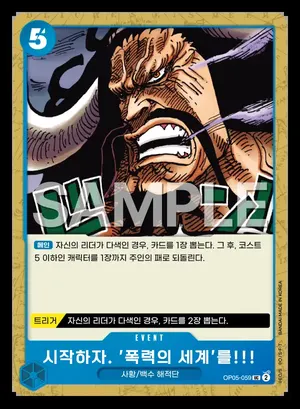 5
SAMPLE
메인 자신의 리더가 다색인 경우, 카드를 1장 뽑는다. 그 후, 코스트
5 이하인 캐릭터를 1장까지 주인의 패로 되돌린다.
트리거 자신의 리더가 다색인 경우, 카드를 2장 뽑는다.
EVENT
시작하자. '폭력의 세계'를!!!
사황/백수 해적단
OP05-059 UC 2